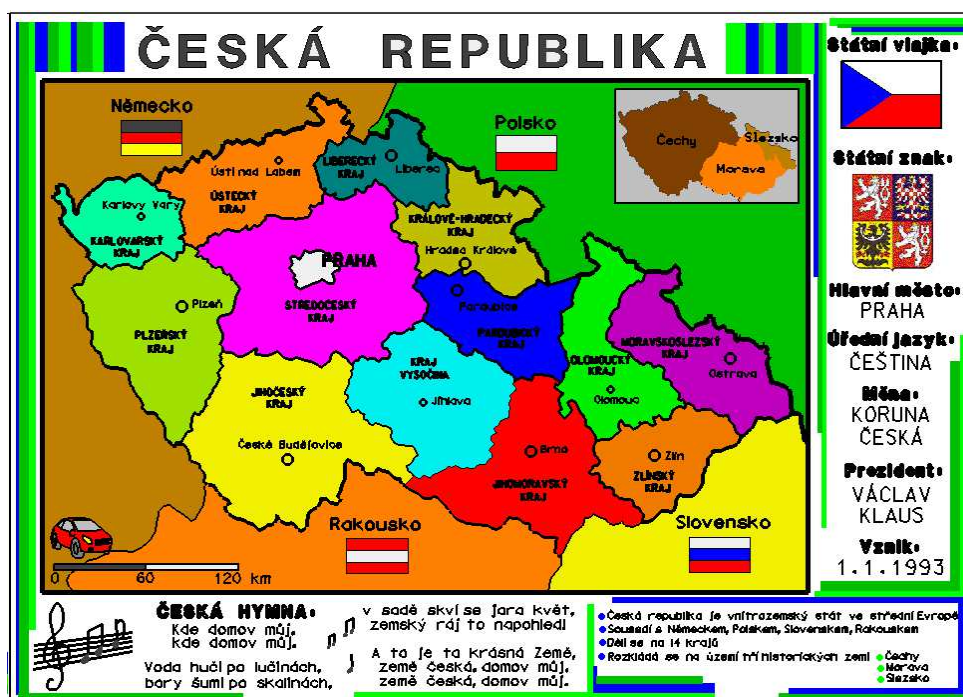 ČESKÁ REPUBLIKA
Německo
Polsko
Čechy
Slezsko
Morava
Ústí nad Labem
ÚSTECKÝ
KRAJ
LIBERECKÝ
KRAJ
Liberec
Karlovy Vary
KARLOVARSKÝ
KRAJ
KRÁLOVÉ-HRADECKÝ
KRAJ
Hradec Králové
PRAHA
STŘEDOČESKÝ
KRAJ
Plzeň
PLZEŇSKÝ
KRAJ
Pardubice
PARDUBICKÝ
KRAJ
MORAVSKOSLEZSKÝ
KRAJ
Ostrava
OLOMOUCKÝ
KRAJ
Olomouc
KRAJ
VYSOČINA
Jihlava
JIHOČESKÝ
KRAJ
České Budějovice
Brno
JIHOMORAVSKÝ
KRAJ
Zlín
ZLÍNSKÝ
KRAJ
Rakousko
Slovensko
0 60 120 km
Státní vlajka:
Státní znak:
Hlavní město:
PRAHA
Úřední jazyk:
ČEŠTINA
Měna:
KORUNA
ČESKÁ
Prezident:
VÁCLAV
KLAUS
Vznik:
1.1.1993
ČESKÁ HYMNA:
Kde domov můj,
kde domov můj.
Voda hučí po lučinách,
bory šumí po skalinách,
v sadě skví se jara květ,
zemský ráj to napohled!
A to je ta krásná Země,
země česká, domov můj,
země česká, domov můj.
Česká republika je vnitrozemský stát ve střední Evropě
Sousedí s Německem, Polskem, Slovenskem, Rakouskem
Dělí se na 14 krajů
Rozkládá se na území tří historických zemí
Čechy
Morava
Slezsko